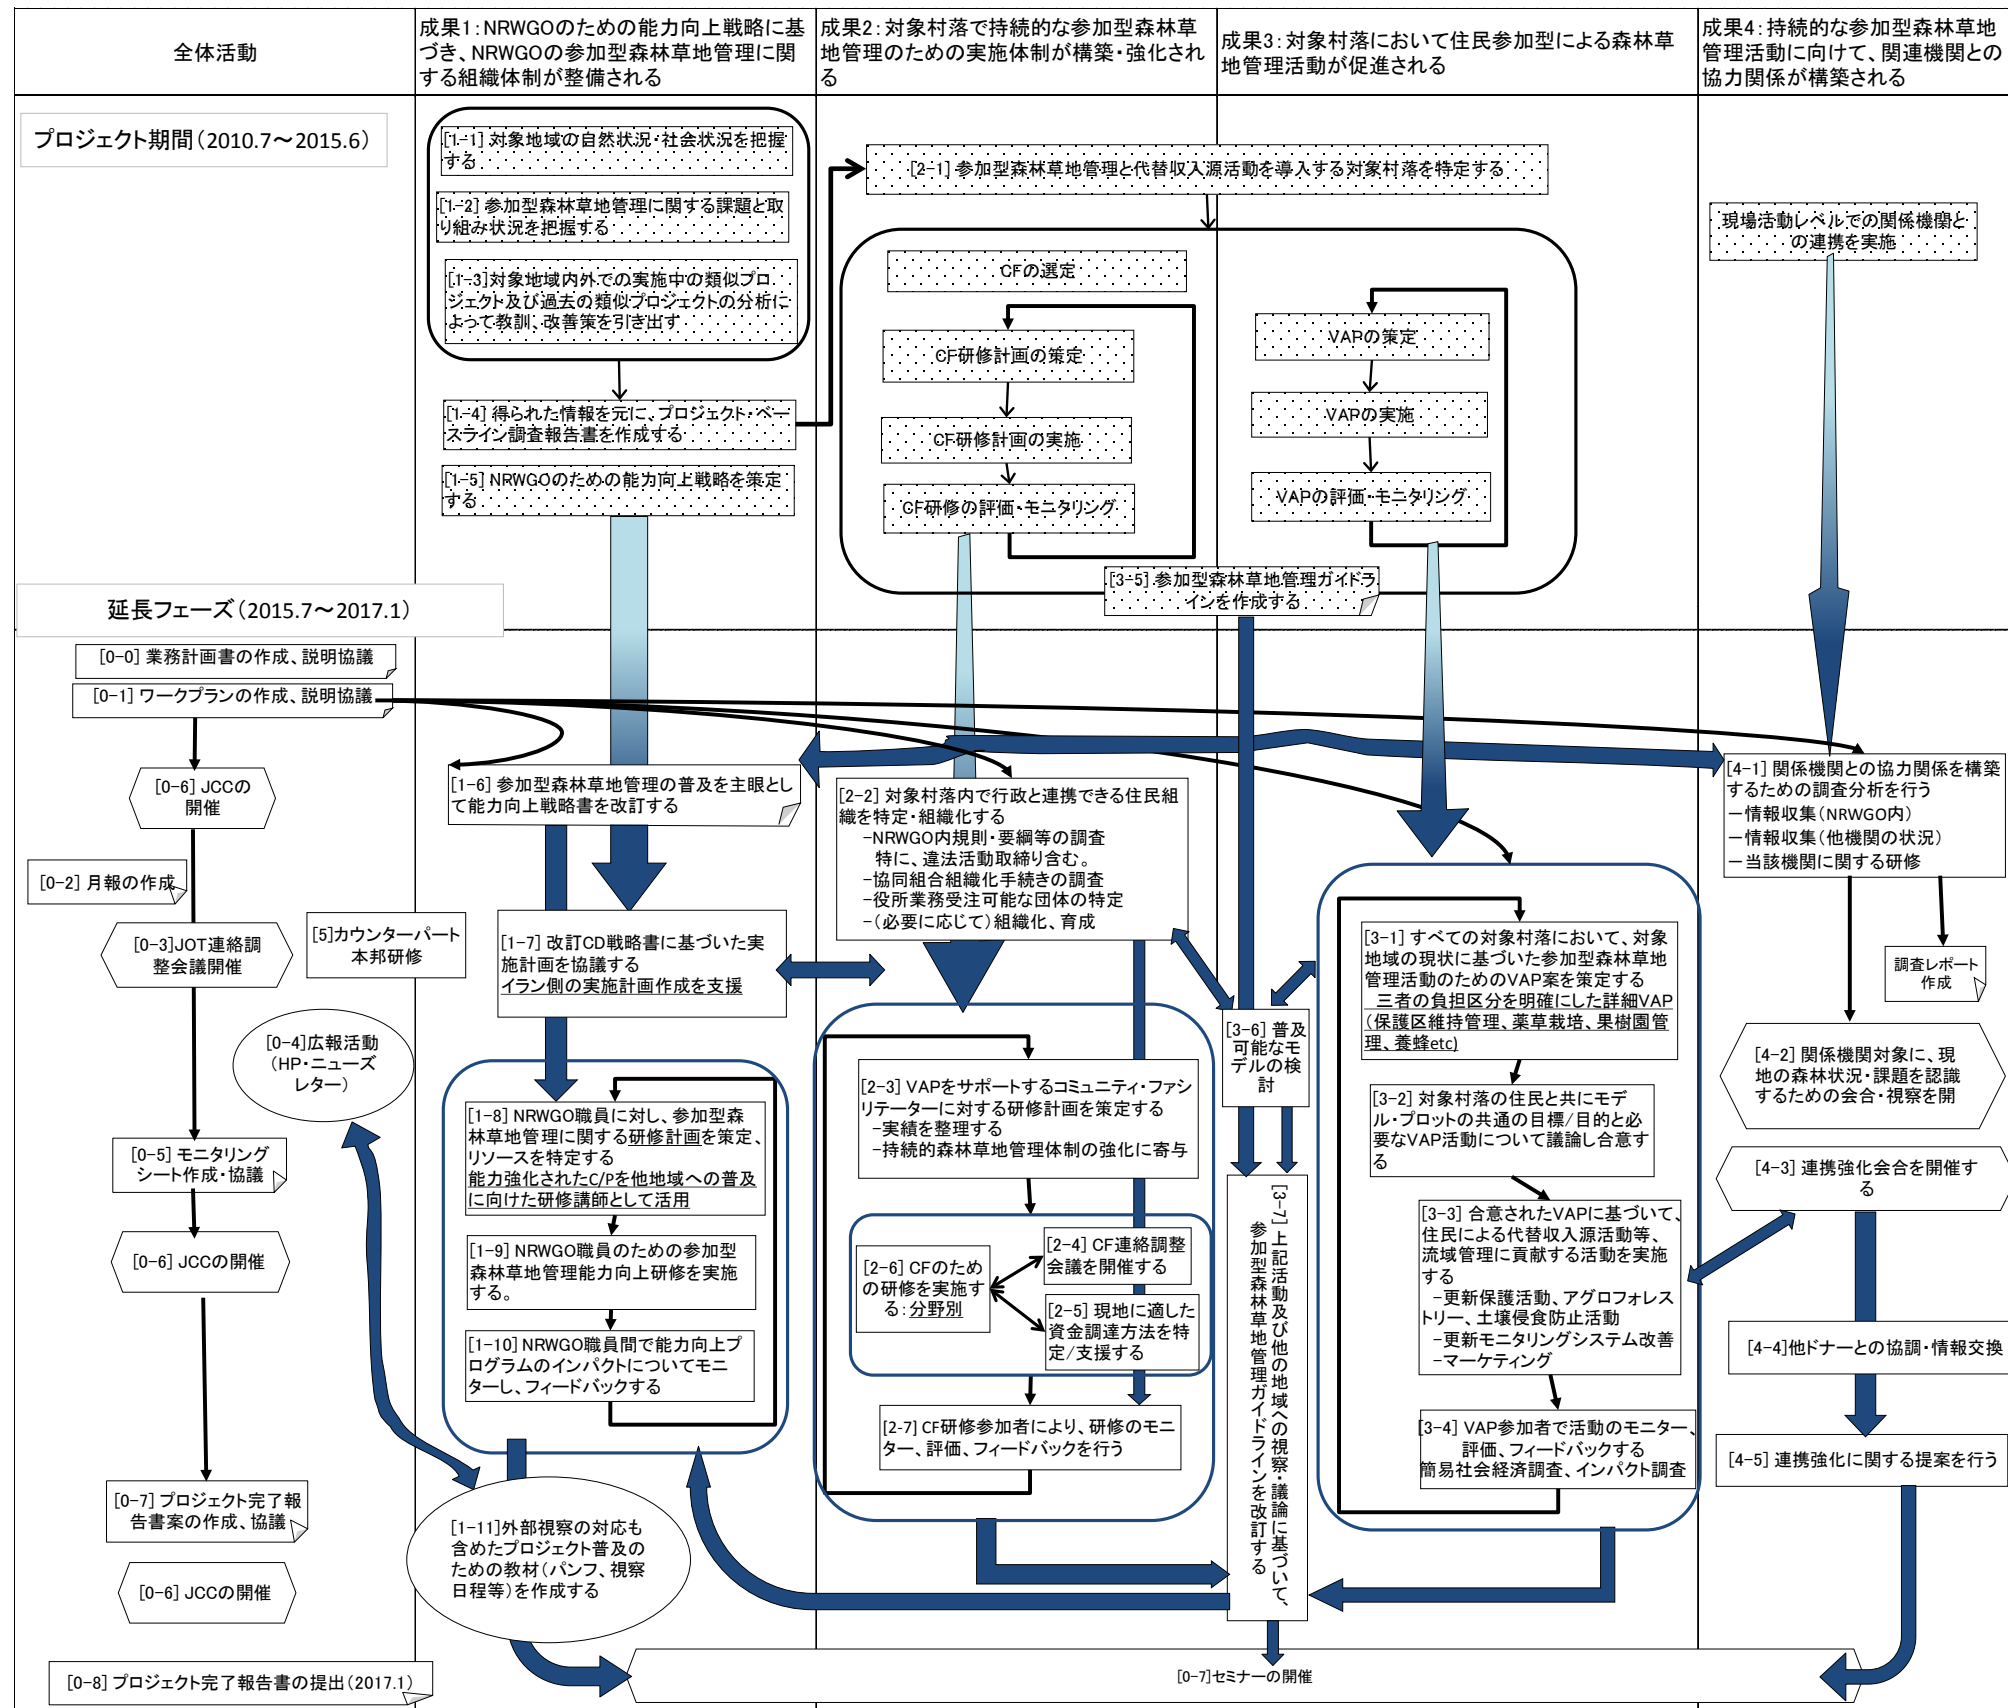 全体活動
成果1：NRWGOのための能力向上戦略に基
づき、NRWGOの参加型森林草地管理に関
する組織体制が整備される
成果2：対象村落で持続的な参加型森林草
地管理のための実施体制が構築・強化され
る
成果3：対象村落において住民参加型による森林草
地管理活動が促進される
成果4：持続的な参加型森林草地
管理活動に向けて、関連機関との
協力関係が構築される
プロジェクト期間（2010.7～2015.6）
[1-1] 対象地域の自然状況・社会状況を把握
する
[1-2] 参加型森林草地管理に関する課題と取
り組み状況を把握する
[1-3]対象地域内外での実施中の類似プロ
ジェクト及び過去の類似プロジェクトの分析に
よって教訓、改善策を引き出す
[1-4] 得られた情報を元に、プロジェクト・ベー
スライン調査報告書を作成する
[1-5] NRWGOのための能力向上戦略を策定
する
[2-1] 参加型森林草地管理と代替収入源活動を導入する対象村落を特定する
CFの選定
CF研修計画の策定
CF研修計画の実施
CF研修の評価・モニタリング
VAPの策定
VAPの実施
VAPの評価・モニタリング
[3-5] 参加型森林草地管理ガイドラ
インを作成する
現場活動レベルでの関係機関と
の連携を実施
延長フェーズ（2015.7～2017.1）
[0-0] 業務計画書の作成、説明協議
[0-1] ワークプランの作成、説明協議
[0-6] JCCの
開催
[0-2] 月報の作成
[0-3]JOT連絡調
整会議開催
[5]カウンターパート
本邦研修
[0-4]広報活動
（HP・ニューズ
レター）
[0-5] モニタリング
シート作成・協議
[0-6] JCCの開催
[0-7] プロジェクト完了報
告書案の作成、協議
[0-6] JCCの開催
[0-8] プロジェクト完了報告書の提出（2017.1）
[1-6] 参加型森林草地管理の普及を主眼とし
て能力向上戦略書を改訂する
[1-7] 改訂CD戦略書に基づいた実
施計画を協議する
イラン側の実施計画作成を支援
[1-8] NRWGO職員に対し、参加型森
林草地管理に関する研修計画を策定、
リソースを特定する
能力強化されたC/Pを他地域への普及
に向けた研修講師として活用
[1-9] NRWGO職員のための参加型
森林草地管理能力向上研修を実施
する。
[1-10] NRWGO職員間で能力向上プ
ログラムのインパクトについてモニ
ターし、フィードバックする
[1-11]外部視察の対応も
含めたプロジェクト普及の
ための教材（パンフ、視察
日程等）を作成する
[2-2] 対象村落内で行政と連携できる住民組
織を特定・組織化する
－NRWGO内規則・要綱等の調査
特に、違法活動取締り含む。
－協同組合組織化手続きの調査
－役所業務受注可能な団体の特定
－（必要に応じて）組織化、育成
[2-3] VAPをサポートするコミュニティ・ファシ
リテーターに対する研修計画を策定する
－実績を整理する
－持続的森林草地管理体制の強化に寄与
[2-6] CFのため
の研修を実施す
る：分野別
[2-4] CF連絡調整
会議を開催する
[2-5] 現地に適した
資金調達方法を特
定/支援する
[2-7] CF研修参加者により、研修のモニ
ター、評価、フィードバックを行う
[3-6] 普及
可能なモ
デルの検
討
[3-7] 上記活動及び他の地域への視察・議論に基づいて、
参加型森林草地管理ガイドラインを改訂する
[3-1] すべての対象村落において、対象
地域の現状に基づいた参加型森林草地
管理活動のためのVAP案を策定する
三者の負担区分を明確にした詳細VAP
（保護区維持管理、薬草栽培、果樹園管
理、養蜂etc)
[3-2] 対象村落の住民と共にモデ
ル・プロットの共通の目標/目的と必
要なVAP活動について議論し合意す
る
[3-3] 合意されたVAPに基づいて、
住民による代替収入源活動等、
流域管理に貢献する活動を実施
する
－更新保護活動、アグロフォレス
トリー、土壌侵食防止活動
－更新モニタリングシステム改善
－マーケティング
[3-4] VAP参加者で活動のモニター、
評価、フィードバックする
簡易社会経済調査、インパクト調査
[4-1] 関係機関との協力関係を構築
するための調査分析を行う
－情報収集（NRWGO内）
－情報収集（他機関の状況）
－当該機関に関する研修
調査レポート
作成
[4-2] 関係機関対象に、現
地の森林状況・課題を認識
するための会合・視察を開
[4-3] 連携強化会合を開催す
る
[4-4]他ドナーとの協調・情報交換
[4-5] 連携強化に関する提案を行う
[0-7]セミナーの開催